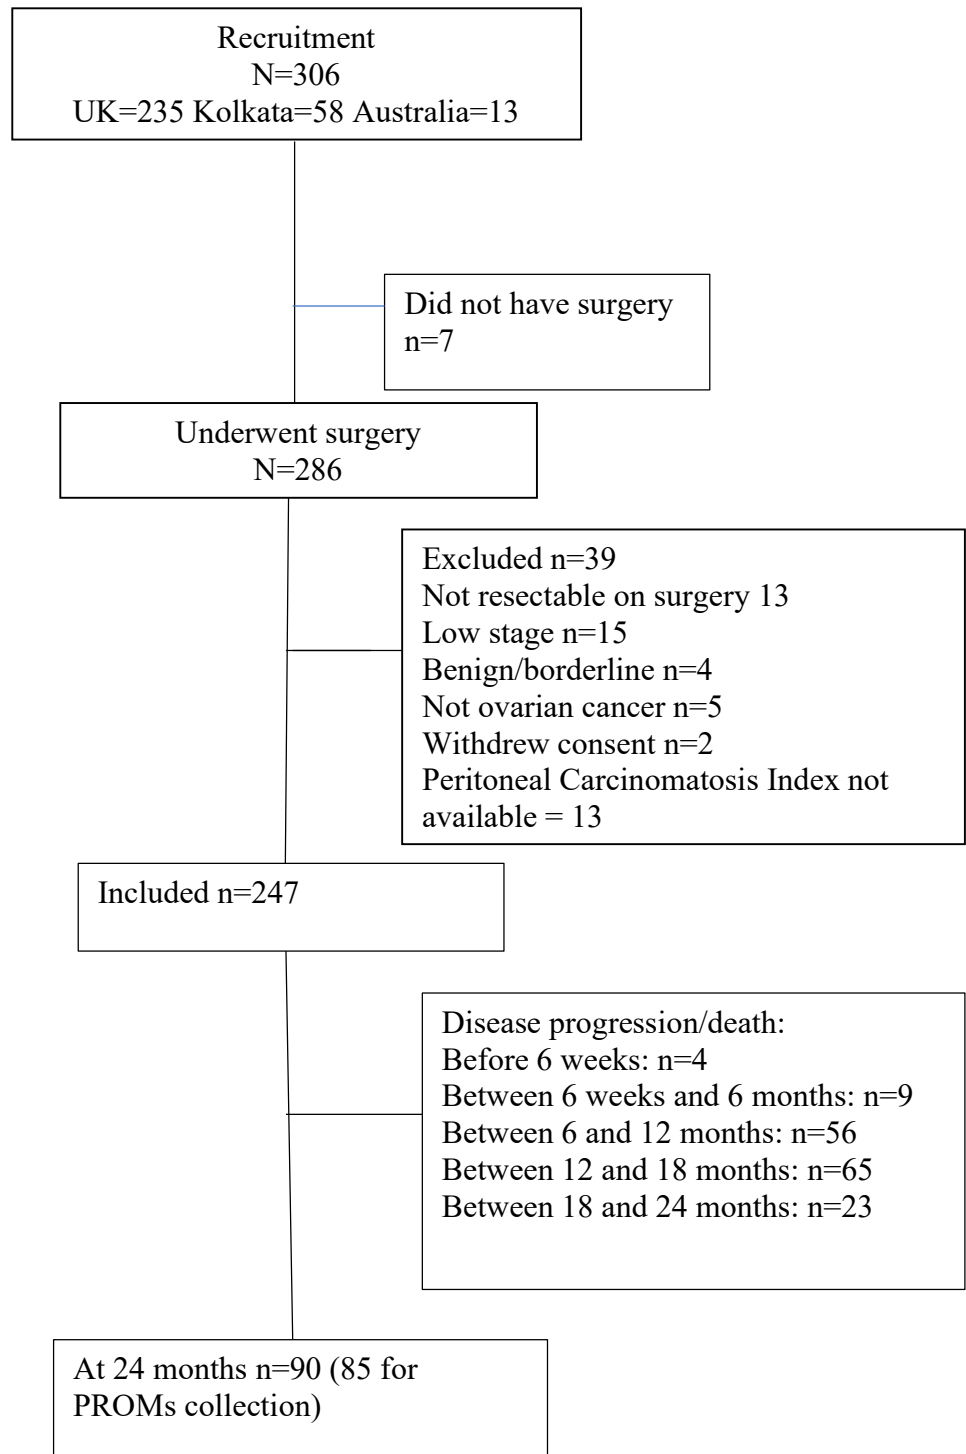 Recruitment
N=306
UK=235 Kolkata=58 Australia=13
Did not have surgery
n=7
Underwent surgery
N=286
Excluded n=39
Not resectable on surgery 13
Low stage n=15
Benign/borderline n=4
Not ovarian cancer n=5
Withdrew consent n=2
Peritoneal Carcinomatosis Index not
available = 13
Included n=247
Disease progression/death:
Before 6 weeks: n=4
Between 6 weeks and 6 months: n=9
Between 6 and 12 months: n=56
Between 12 and 18 months: n=65
Between 18 and 24 months: n=23
At 24 months n=90 (85 for
PROMs collection)